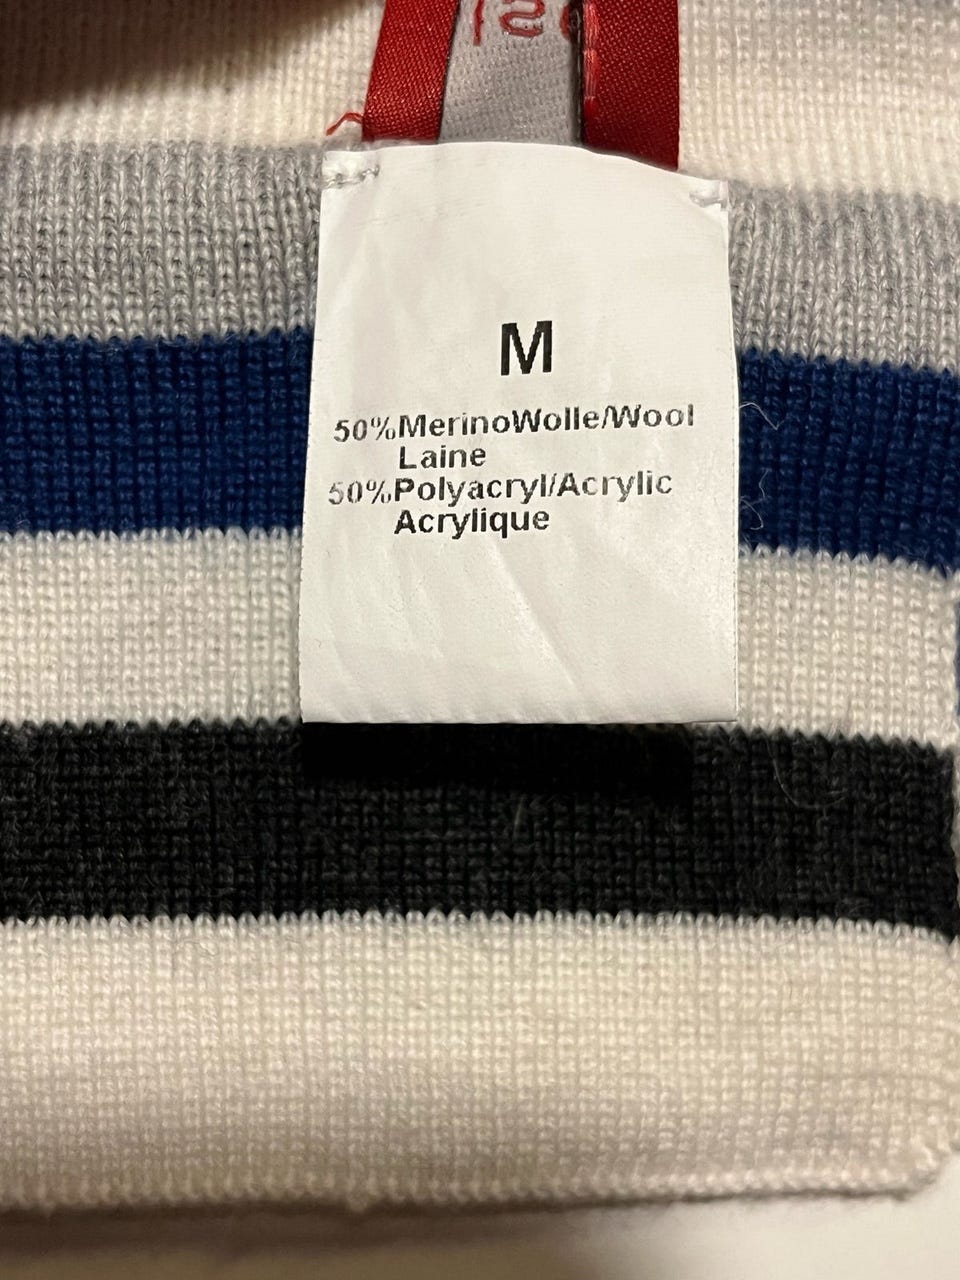 M
50%MerinoWolle/Wool
Laine
50%Polyacryl/Acrylic
Acrylique